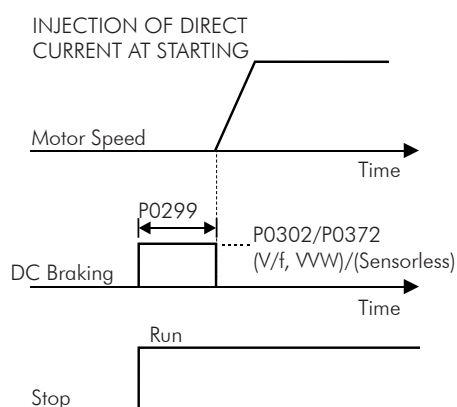 INJECTION OF DIRECT
CURRENT AT STARTING
Motor Speed
Time
P0299
P0302/P0372
(V/f, VVW)/(Sensorless)
DC Braking
Time
Run
Stop